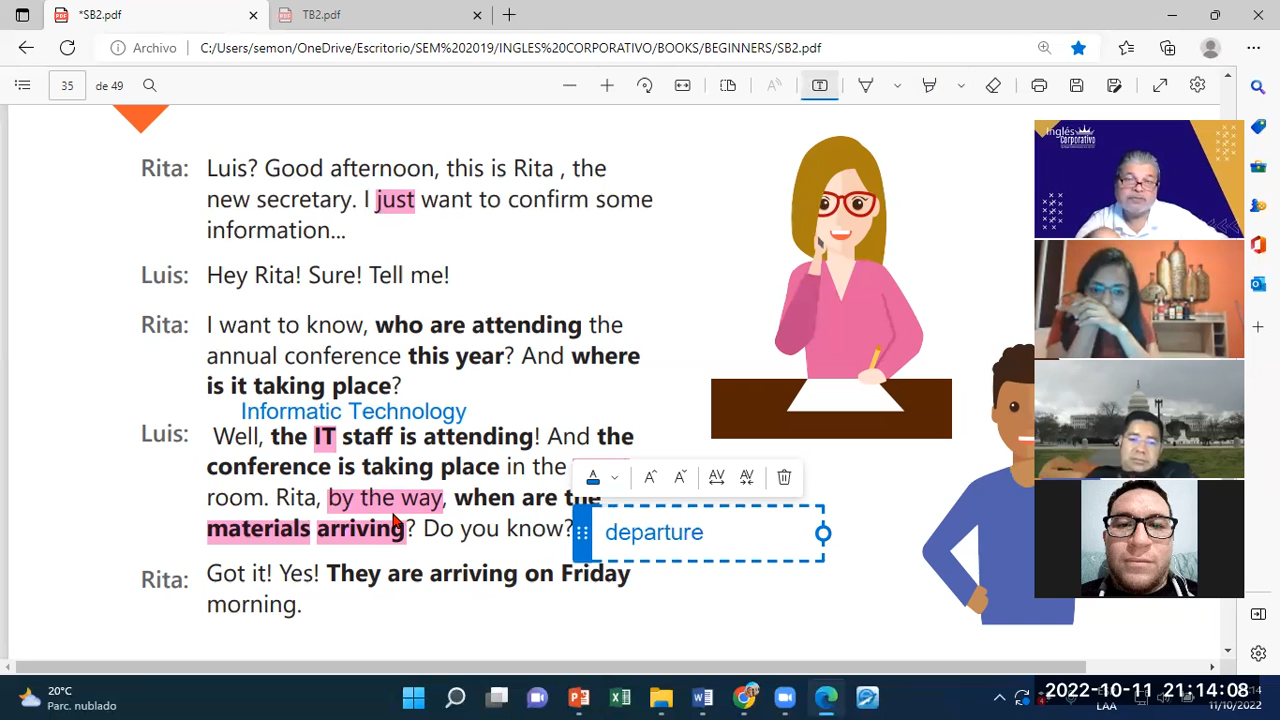 *SB2.pdf
TB2.pdf
Archivo
C:/Users/semon/OneDrive/Escritorio/SEM%202019/INGLES%20CORPORATIVO/BOOKS/BEGINNERS/SB2.pdf
35 de 49
Rita: Luis? Good afternoon, this is Rita , the
new secretary. I just want to confirm some
information...
Luis: Hey Rita! Sure! Tell me!
Rita: I want to know, who are attending the
annual conference this year? And where
is it taking place?
Informatic Technology
Luis: Well, the IT staff is attending! And the
conference is taking place in the
room. Rita, by the way, when are the
materials arriving? Do you know?
departure
Rita: Got it! Yes! They are arriving on Friday
morning.
Inglés
corporativo
20°C
Parc. nublado
2022-10-11 21:14:08
LAA
11/10/2022